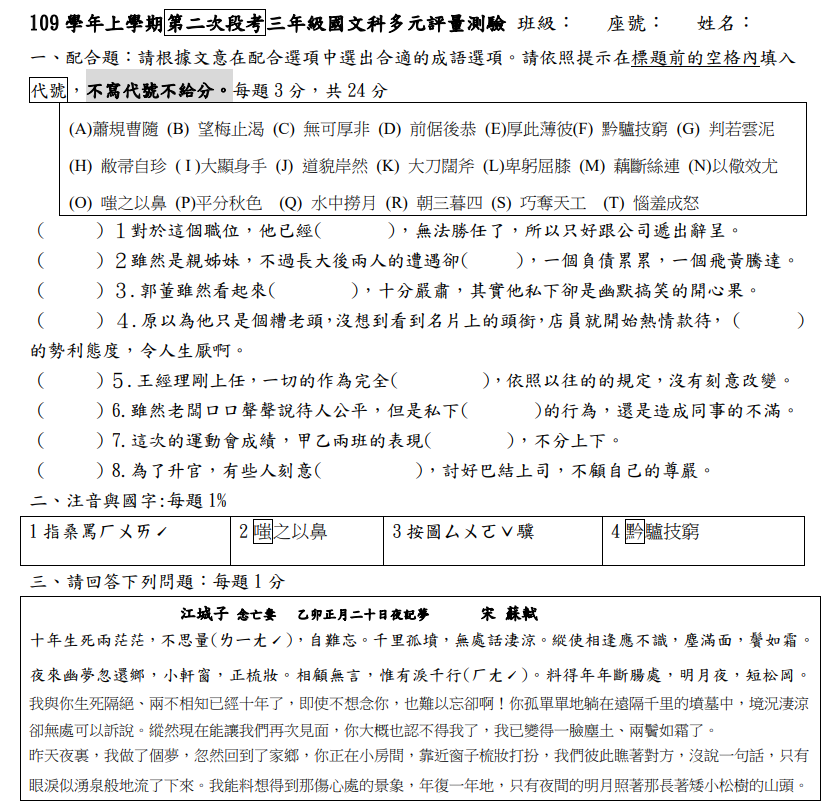 109 學年上學期第二次段考三年級國文科多元評量測驗 班級： 座號： 姓名：
一、配合題：請根據文意在配合選項中選出合適的成語選項。請依照提示在標題前的空格內填入
代號，不寫代號不給分。每題 3 分，共 24 分
(A)蕭規曹隨 (B) 望梅止渴 (C) 無可厚非 (D) 前倨後恭 (E)厚此薄彼(F) 黔驢技窮 (G) 判若雲泥
(H) 敝帚自珍 ( I )大顯身手 (J) 道貌岸然 (K) 大刀闊斧 (L)卑躬屈膝 (M) 藕斷絲連 (N)以儆效尤
(O) 嗤之以鼻 (P)平分秋色 (Q) 水中撈月 (R) 朝三暮四 (S) 巧奪天工 (T) 惱羞成怒
（ ）1對於這個職位，他已經( )，無法勝任了，所以只好跟公司遞出辭呈。
（ ）2雖然是親姊妹，不過長大後兩人的遭遇卻( )，一個負債累累，一個飛黃騰達。
（ ）3.郭董雖然看起來( )，十分嚴肅，其實他私下卻是幽默搞笑的開心果。
（ ）4.原以為他只是個糟老頭，沒想到看到名片上的頭銜，店員就開始熱情款待，（ ）
的勢利態度，令人生厭啊。
（ ）5.王經理剛上任，一切的作為完全( )，依照以往的的規定，沒有刻意改變。
（ ）6.雖然老闆口口聲聲說待人公平，但是私下( )的行為，還是造成同事的不滿。
（ ）7.這次的運動會成績，甲乙兩班的表現( )，不分上下。
（ ）8.為了升官，有些人刻意( )，討好巴結上司，不顧自己的尊嚴。
二、注音與國字:每題 1%
1 指桑罵ㄏㄨㄞˊ 2 嗤之以鼻 3 按圖ㄙㄨㄛˇ驥 4 黔驢技窮
三、請回答下列問題：每題 1 分
江城子 念亡妻 乙卯正月二十日夜記夢 宋 蘇軾
十年生死兩茫茫，不思量(ㄌㄧㄤˊ)，自難忘。千里孤墳，無處話淒涼。縱使相逢應不識，塵滿面，鬢如霜。
夜來幽夢忽還鄉，小軒窗，正梳妝。相顧無言，惟有淚千行(ㄏㄤˊ)。料得年年斷腸處，明月夜，短松岡。
我與你生死隔絕、兩不相知已經十年了，即使不想念你，也難以忘卻啊！你孤單單地躺在遠隔千里的墳墓中，境況淒涼
卻無處可以訴說。縱然現在能讓我們再次見面，你大概也認不得我了，我已變得一臉塵土、兩鬢如霜了。
昨天夜裏，我做了個夢，忽然回到了家鄉，你正在小房間，靠近窗子梳妝打扮，我們彼此瞧著對方，沒說一句話，只有
眼淚似湧泉般地流了下來。我能料想得到那傷心處的景象，年復一年地，只有夜間的明月照著那長著矮小松樹的山頭。